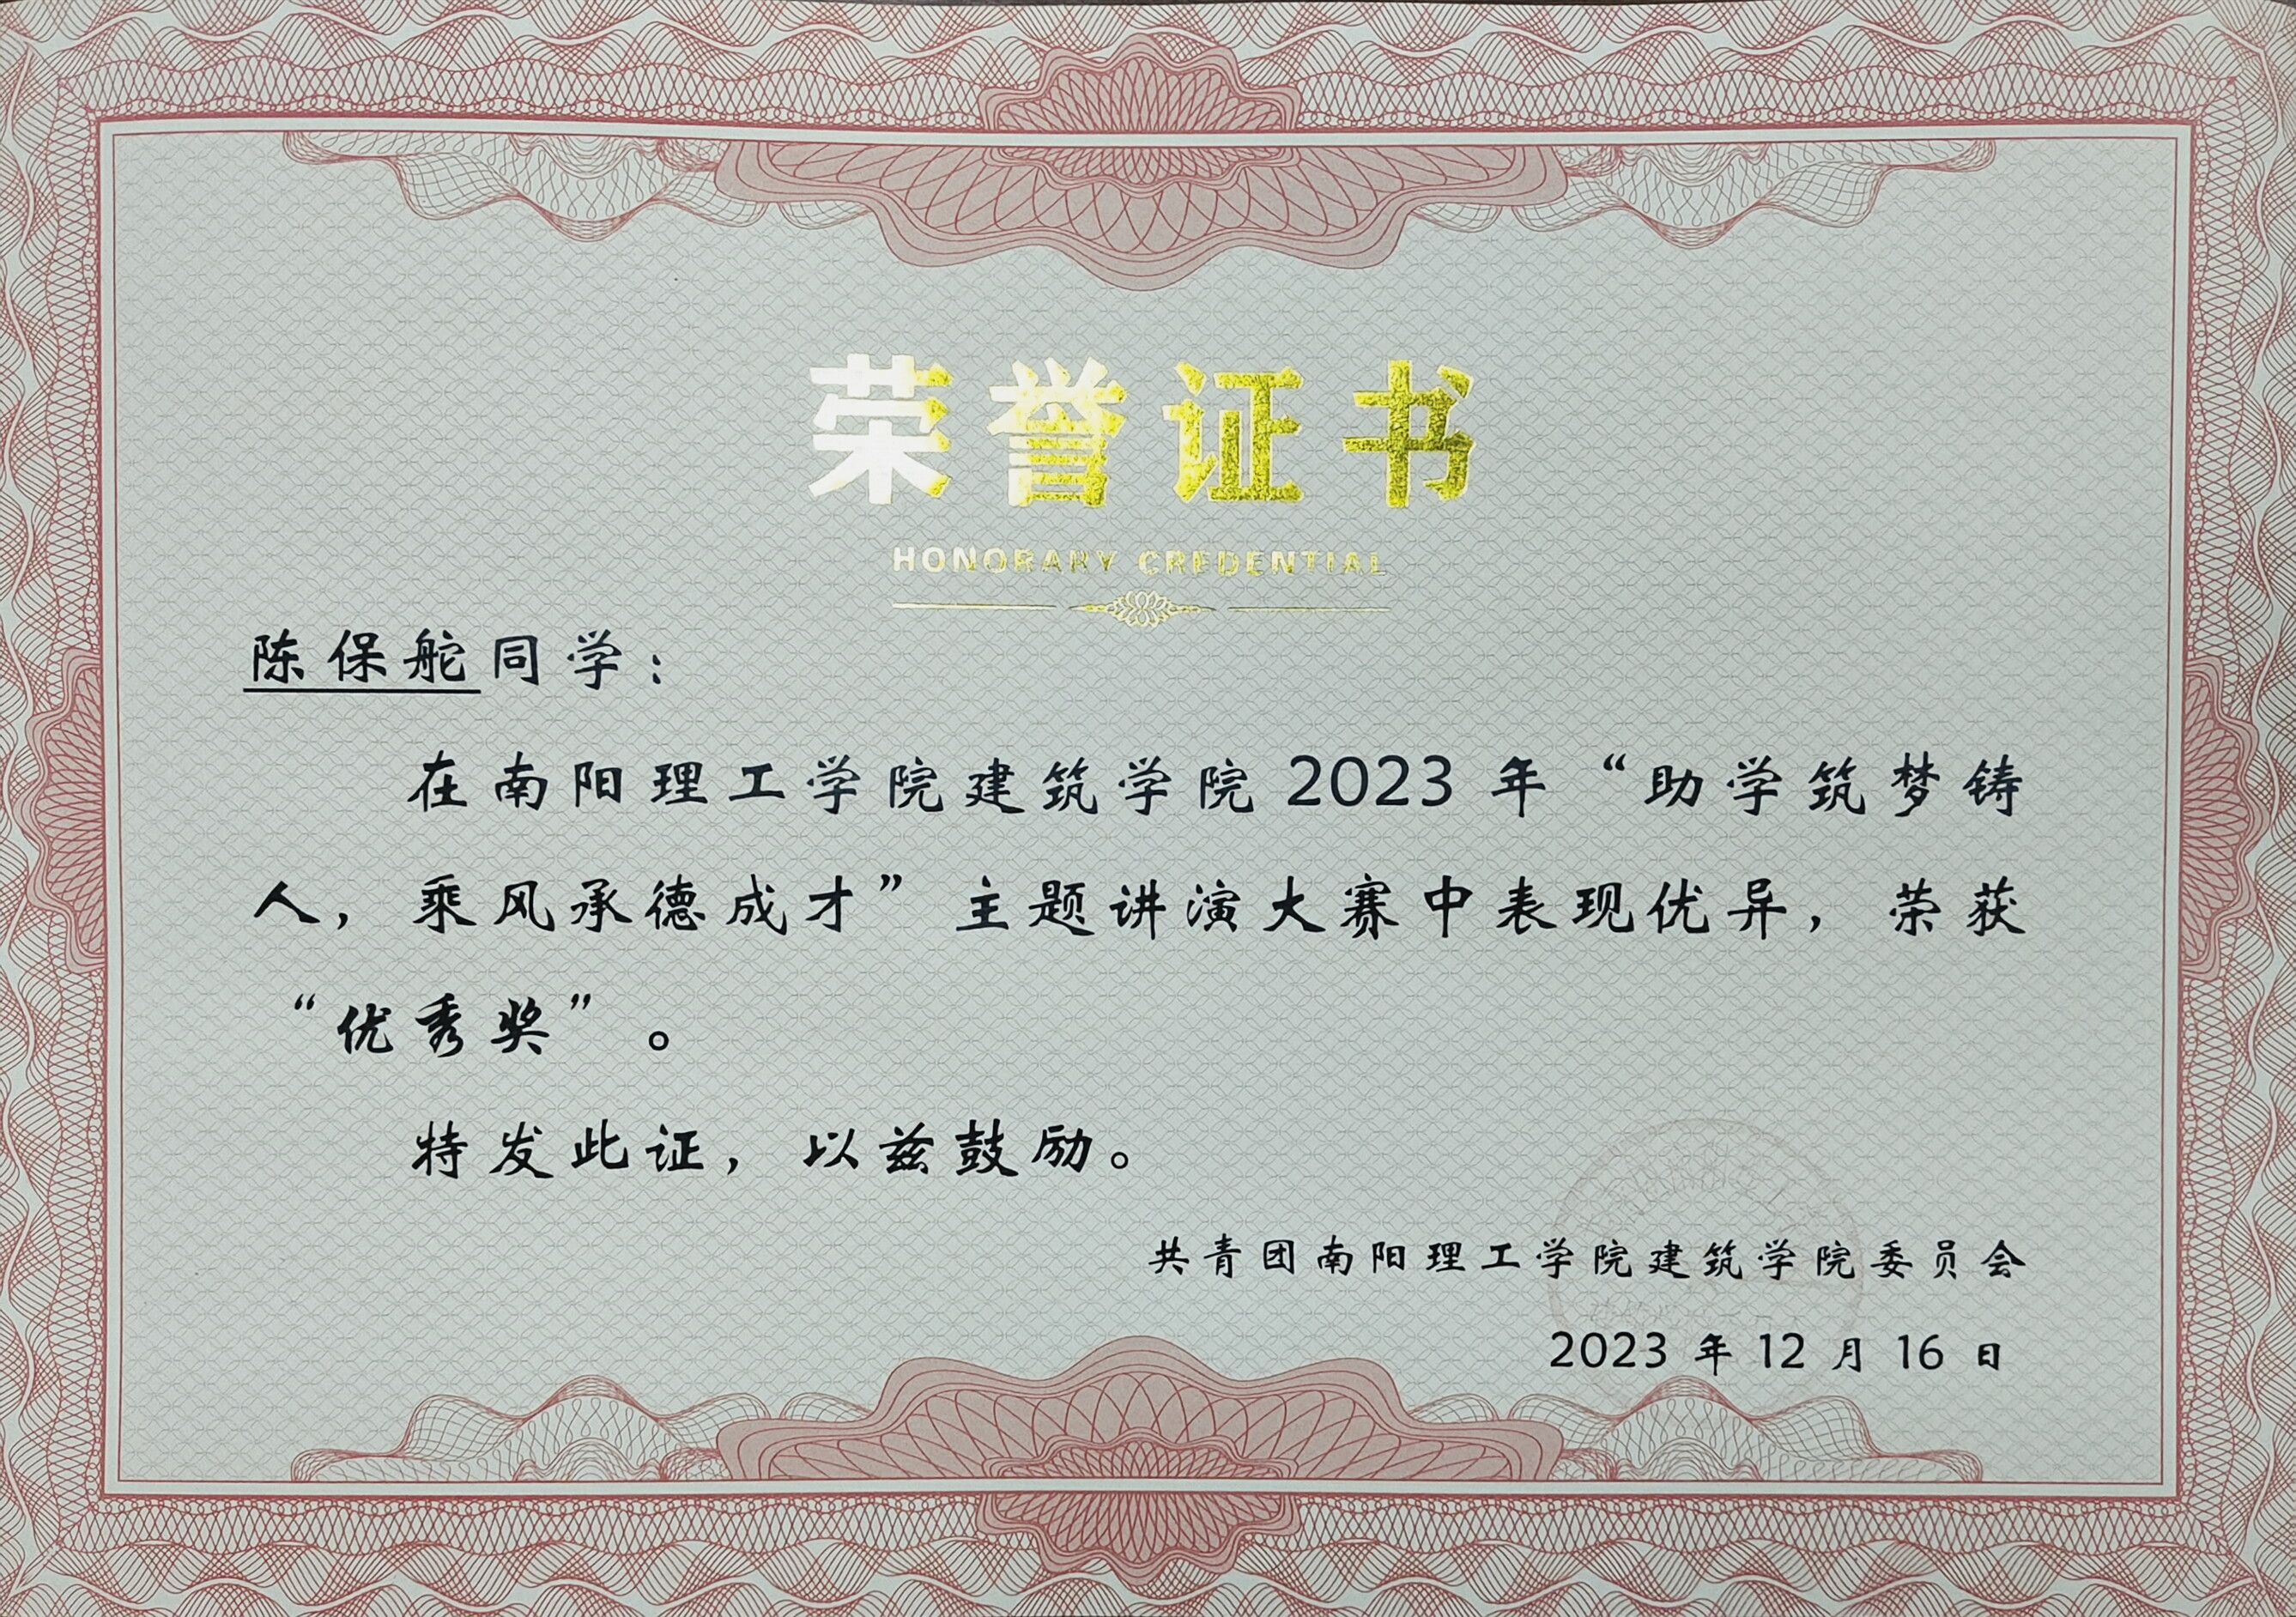 荣誉证书
HONORARY CREDENTIAL
陈保舵同学：
在南阳理工学院建筑学院2023年“助学筑梦铸
人，乘风承德成才”主题讲演大赛中表现优异，荣获
“优秀奖”。
特发此证，以兹鼓励。
共青团南阳理工学院建筑学院委员会
2023年12月16日